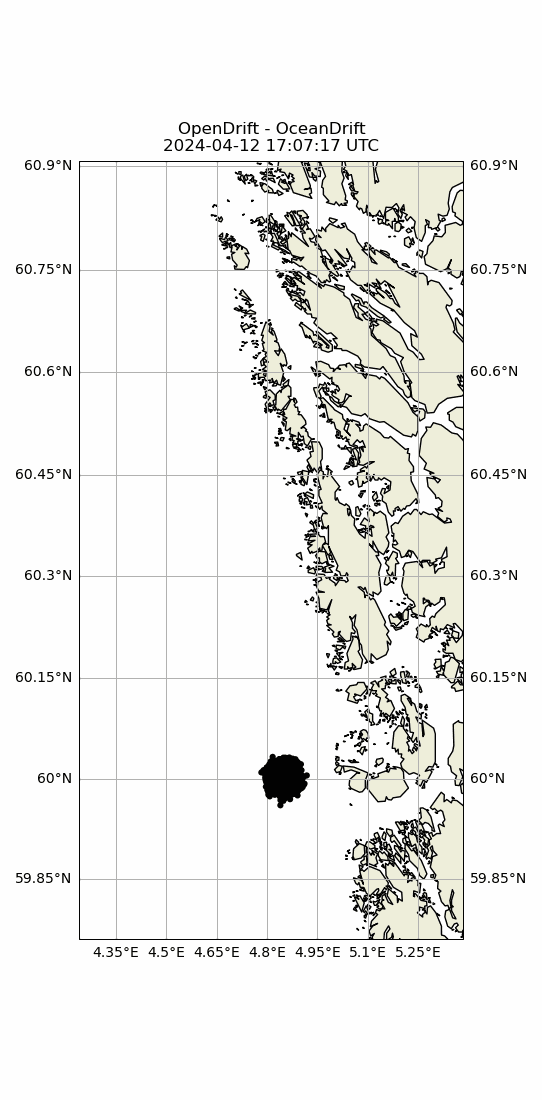 OpenDrift - OceanDrift
2024-04-12 17:07:17 UTC
60.9°N 60.9°N
60.75°N 60.75°N
60.6°N 60.6°N
60.45°N 60.45°N
60.3°N 60.3°N
60.15°N 60.15°N
60°N 60°N
59.85°N 59.85°N
4.35°E 4.5°E 4.65°E 4.8°E 4.95°E 5.1°E 5.25°E